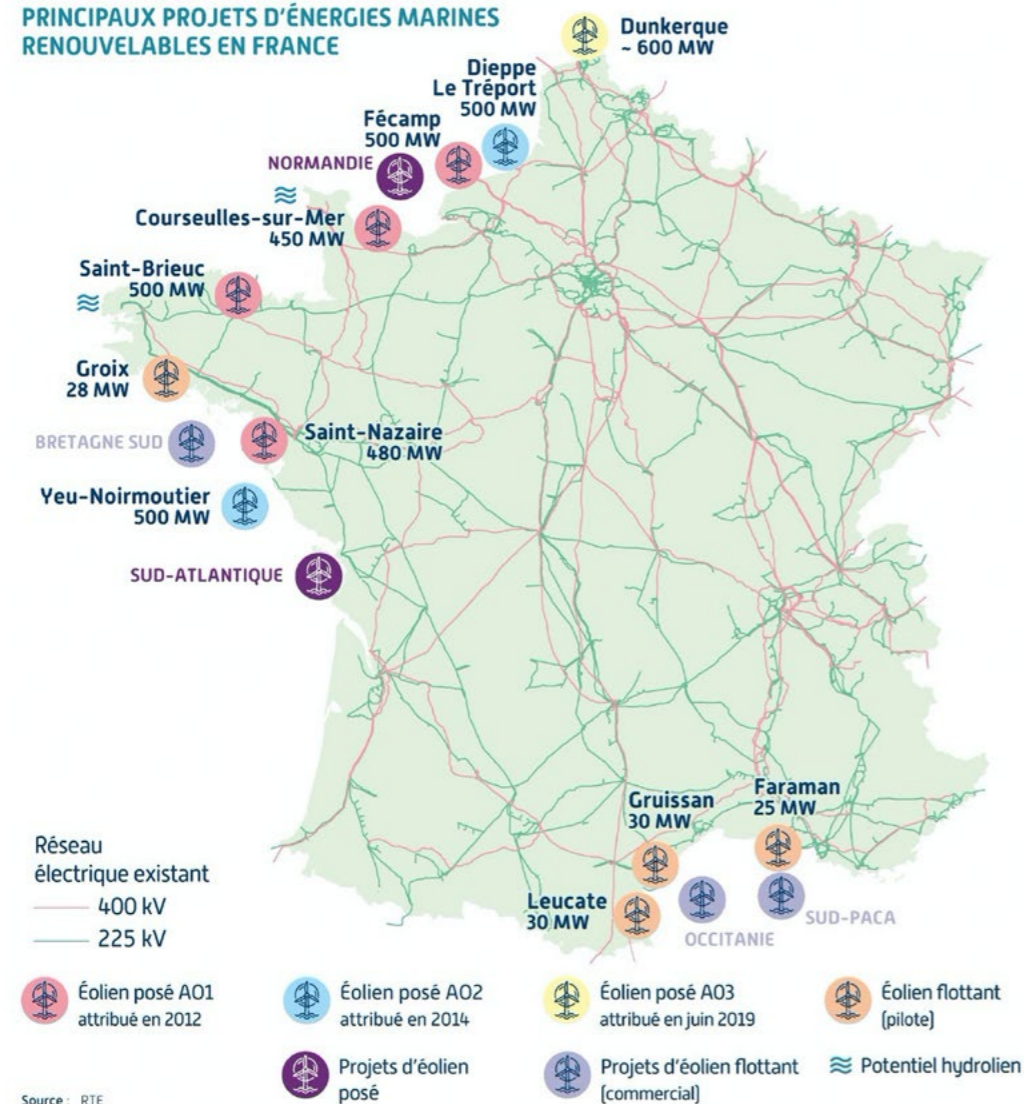 PRINCIPAUX PROJETS D'ÉNERGIES MARINES
RENOUVELABLES EN FRANCE
Dunkerque
~ 600 MW
Dieppe
Le Tréport
500 MW
Fécamp
500 MW
NORMANDIE
Courseulles-sur-Mer
450 MW
Saint-Brieuc
500 MW
Groix
28 MW
BRETAGNE SUD
Saint-Nazaire
480 MW
Yeu-Noirmoutier
500 MW
SUD-ATLANTIQUE
Gruissan
30 MW
Faraman
25 MW
Leucate
30 MW
OCCITANIE
SUD-PACA
Réseau
électrique existant
400 kV
225 kV
Éolien posé AO1
attribué en 2012
Éolien posé AO2
attribué en 2014
Éolien posé AO3
attribué en juin 2019
Éolien flottant
(pilote)
Projets d'éolien
posé
Projets d'éolien flottant
(commercial)
Potentiel hydrolien
Source : RTE